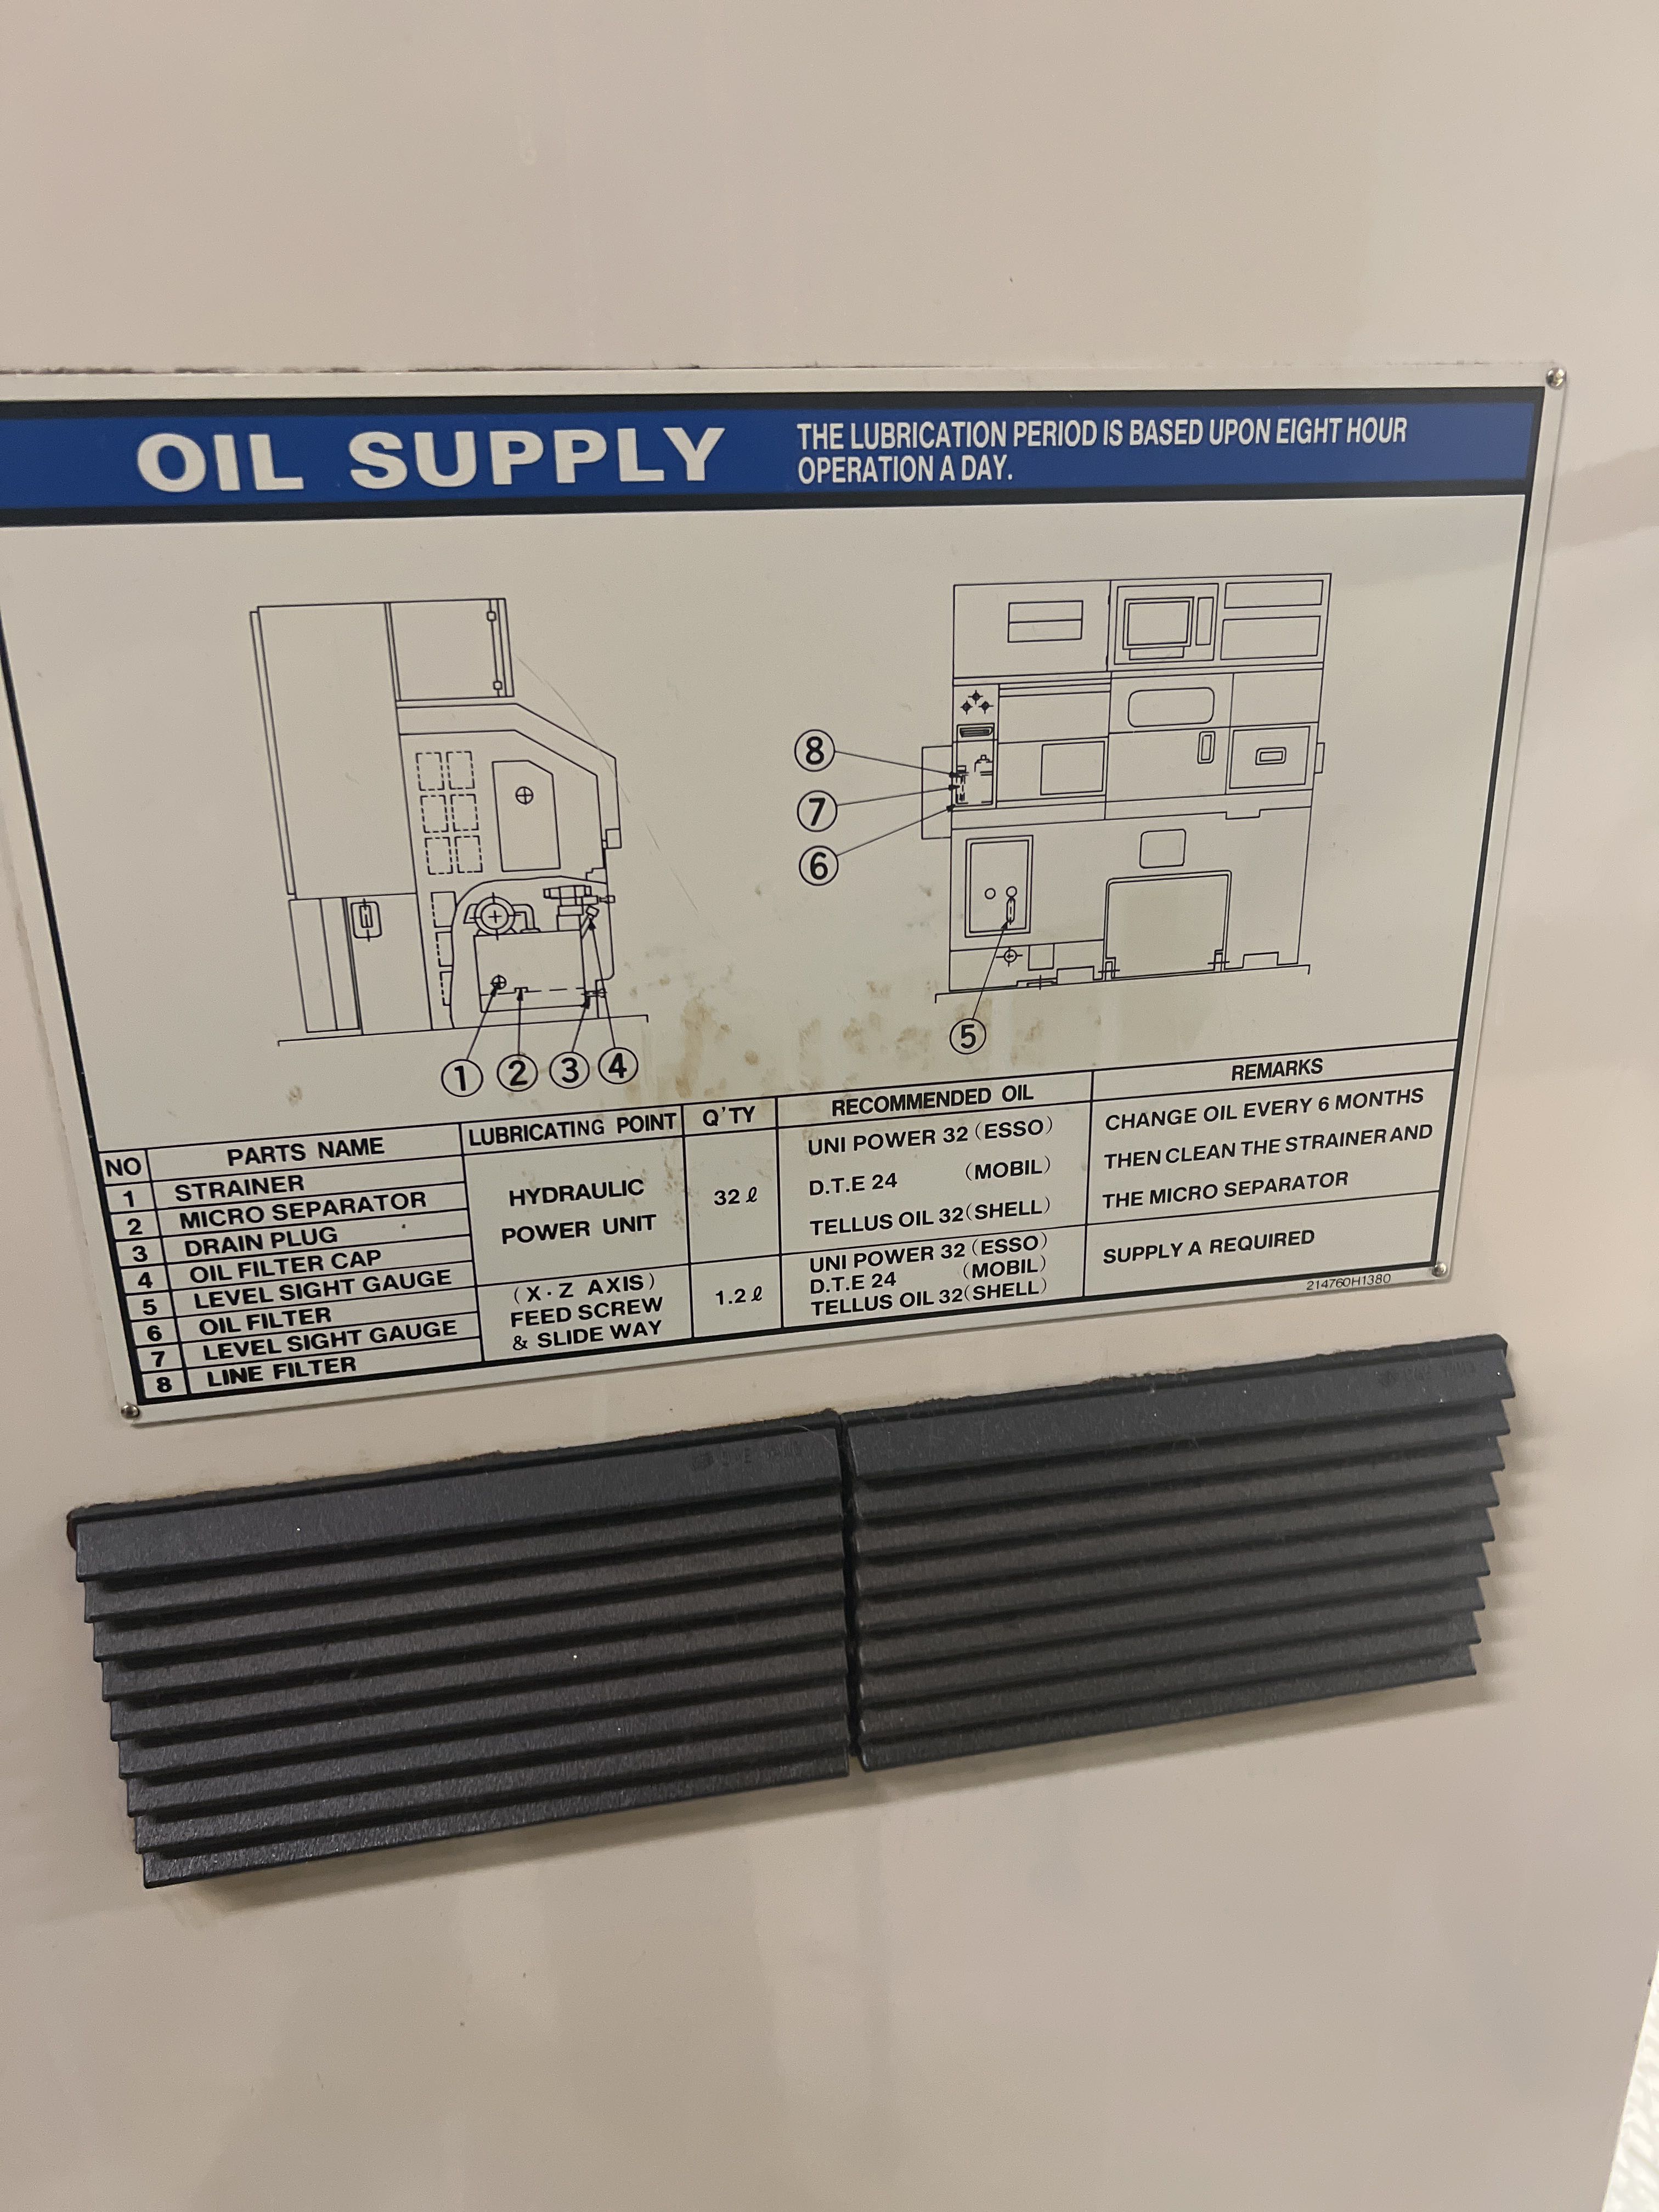 OIL SUPPLY
THE LUBRICATION PERIOD IS BASED UPON EIGHT HOUR
OPERATION A DAY.
8
7
6
5
1 2 3 4
NO PARTS NAME LUBRICATING POINT Q'TY RECOMMENDED OIL REMARKS
1 STRAINER
2 MICRO SEPARATOR
3 DRAIN PLUG
4 OIL FILTER CAP
5 LEVEL SIGHT GAUGE
6 OIL FILTER
7 LEVEL SIGHT GAUGE
8 LINE FILTER
HYDRAULIC
POWER UNIT
32 ℓ
UNI POWER 32 (ESSO)
D.T.E 24 (MOBIL)
TELLUS OIL 32 (SHELL)
CHANGE OIL EVERY 6 MONTHS
THEN CLEAN THE STRAINER AND
THE MICRO SEPARATOR
(X·Z AXIS)
FEED SCREW
& SLIDE WAY
1.2 ℓ
UNI POWER 32 (ESSO)
D.T.E 24 (MOBIL)
TELLUS OIL 32 (SHELL)
SUPPLY A REQUIRED
214760H1380